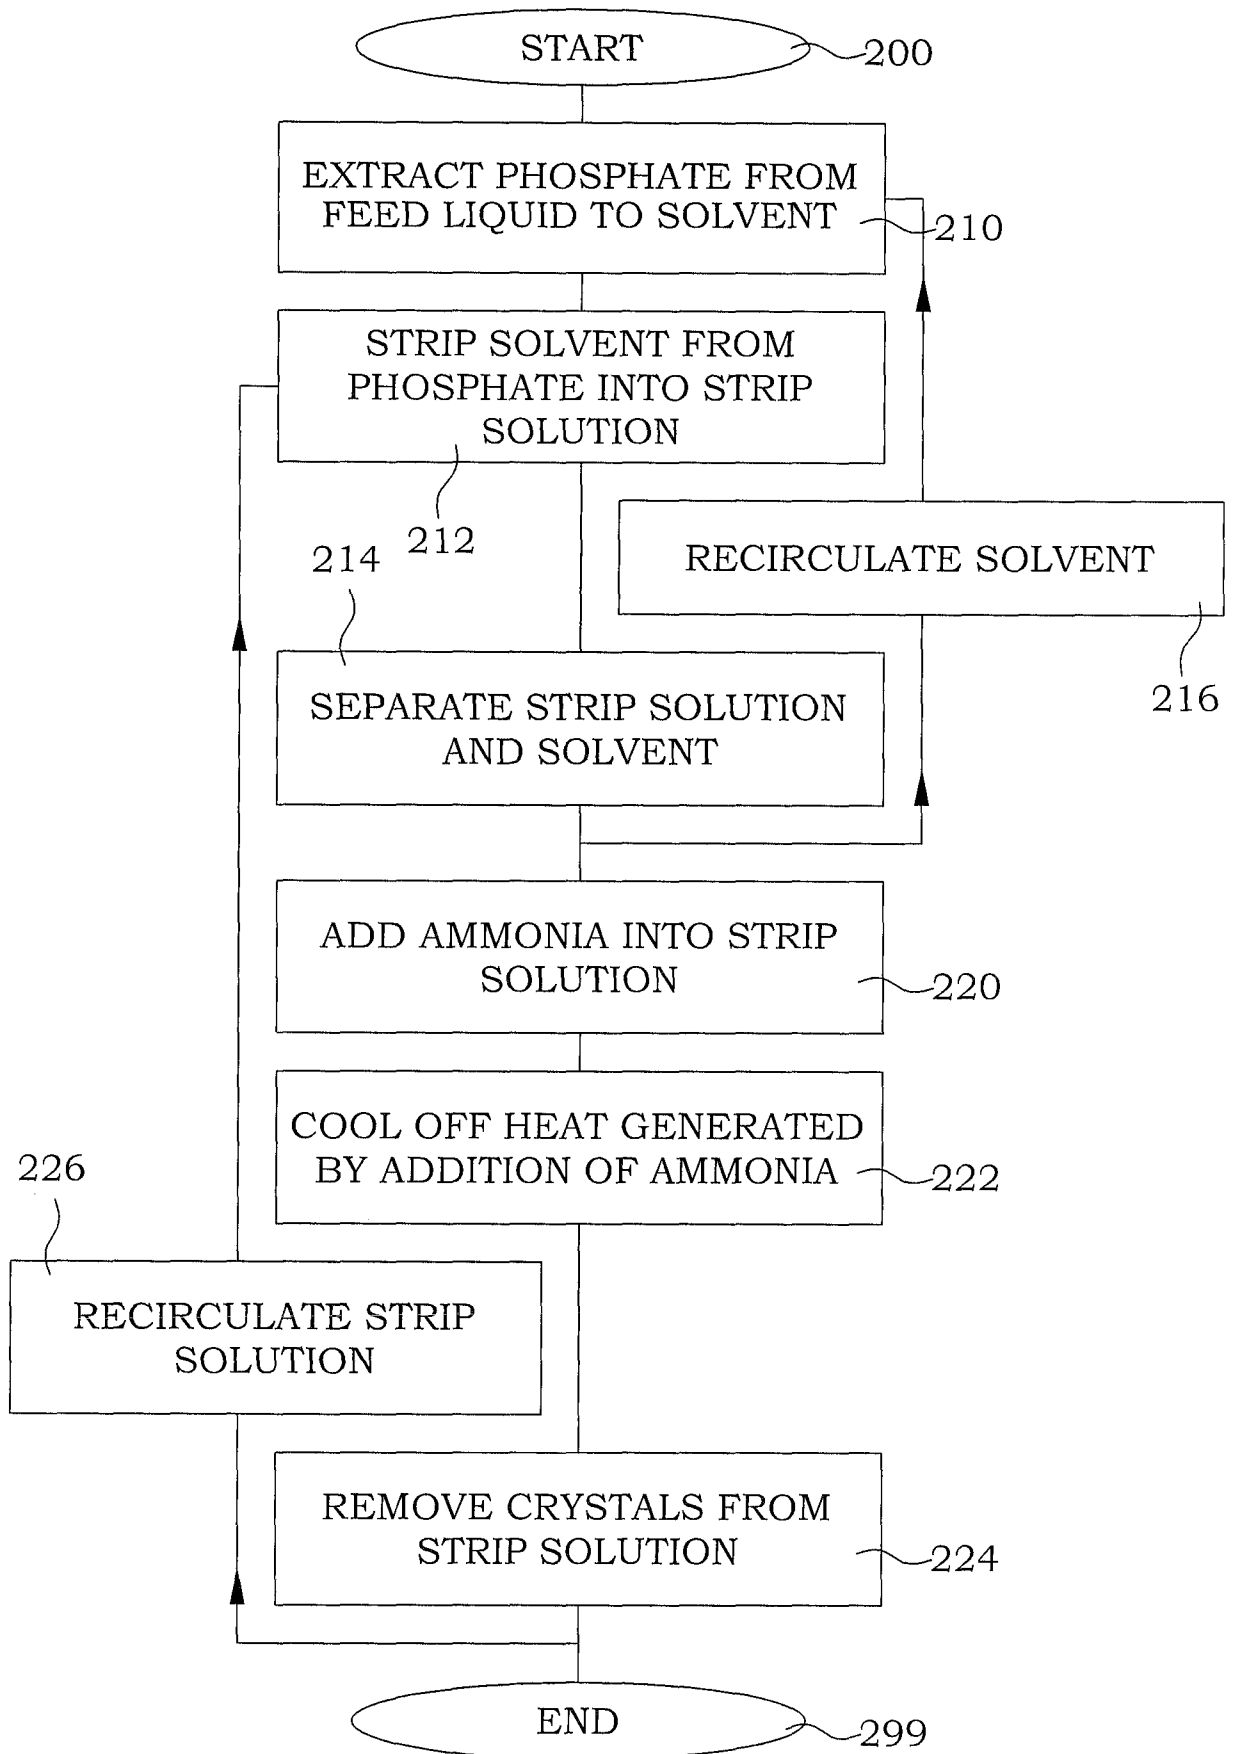 START
200
EXTRACT PHOSPHATE FROM
FEED LIQUID TO SOLVENT
210
STRIP SOLVENT FROM
PHOSPHATE INTO STRIP
SOLUTION
212
214
RECIRCULATE SOLVENT
216
SEPARATE STRIP SOLUTION
AND SOLVENT
ADD AMMONIA INTO STRIP
SOLUTION
220
COOL OFF HEAT GENERATED
BY ADDITION OF AMMONIA
222
226
RECIRCULATE STRIP
SOLUTION
REMOVE CRYSTALS FROM
STRIP SOLUTION
224
END
299